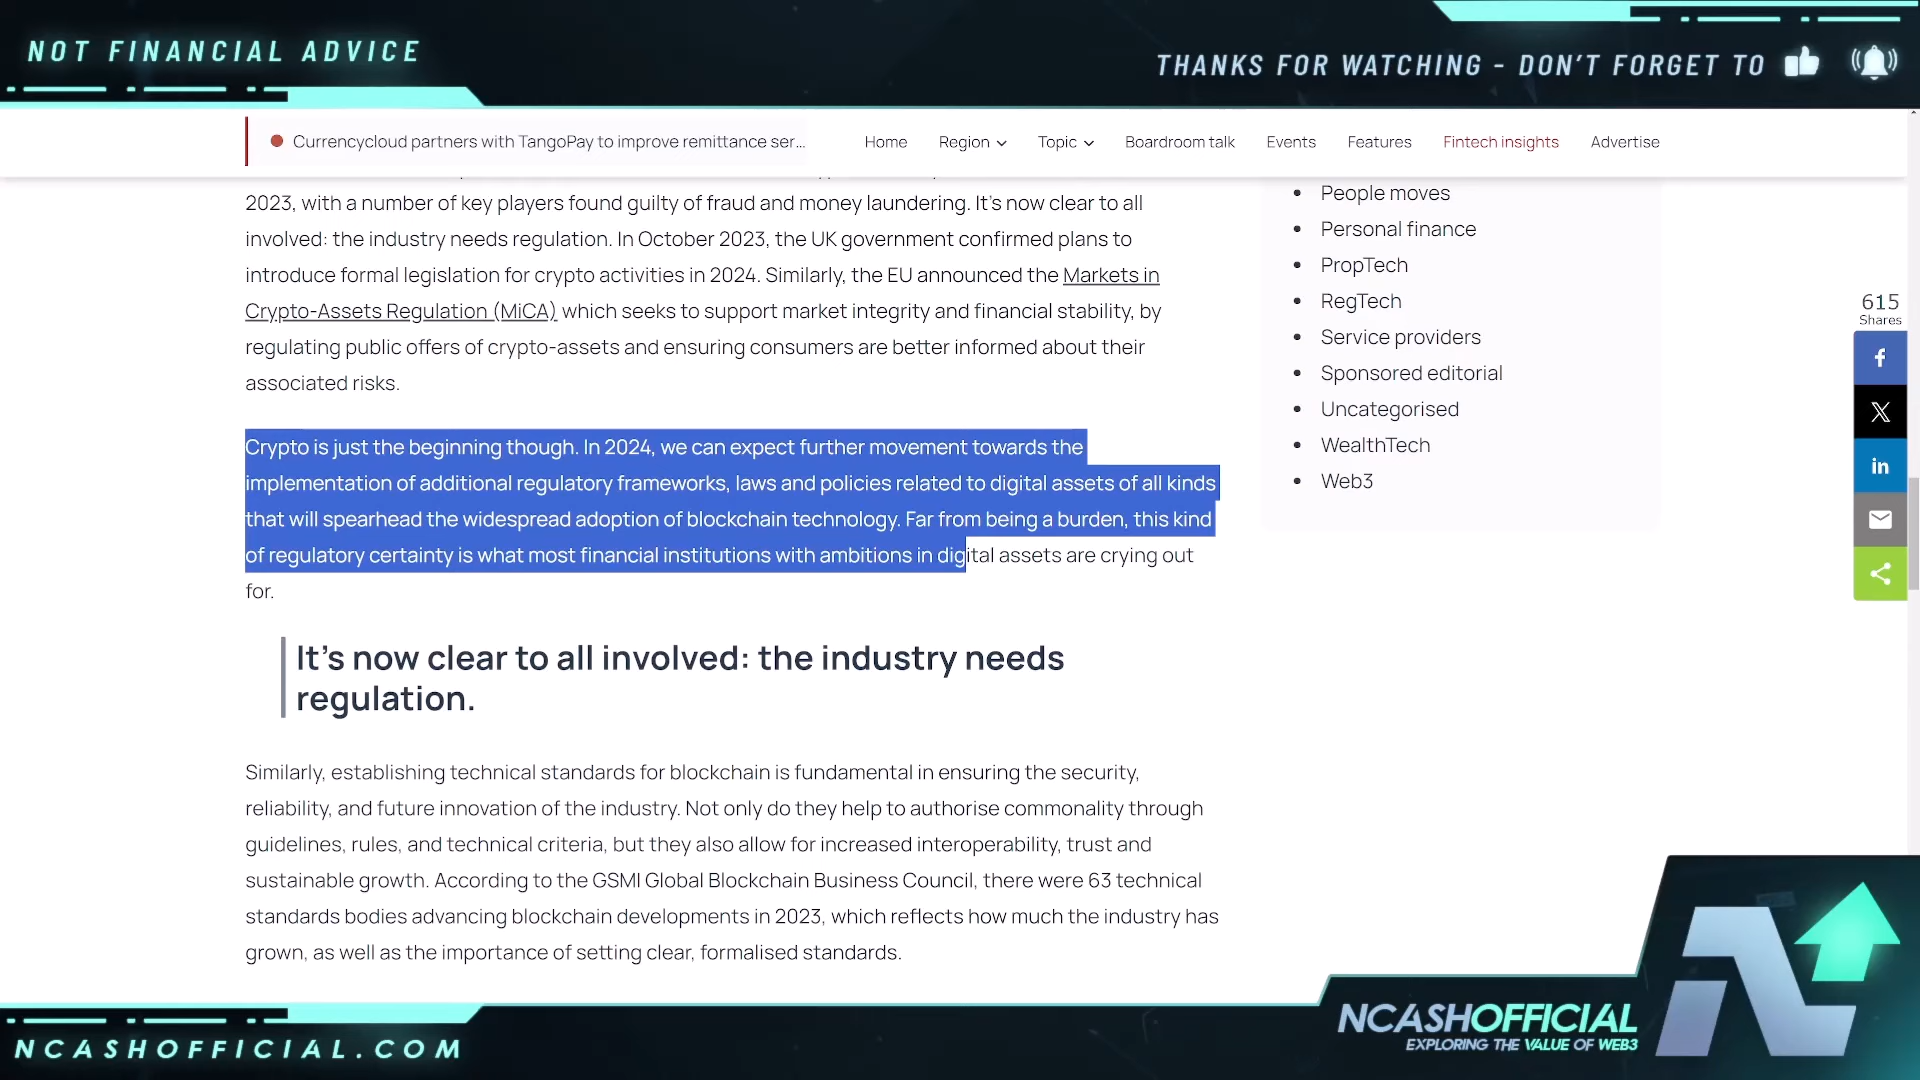 NOT FINANCIAL ADVICE
THANKS FOR WATCHING - DON'T FORGET TO
Currencycloud partners with TangoPay to improve remittance ser...
Home
Region
Topic
Boardroom talk
Events
Features
Fintech insights
Advertise
2023, with a number of key players found guilty of fraud and money laundering. It's now clear to all
involved: the industry needs regulation. In October 2023, the UK government confirmed plans to
introduce formal legislation for crypto activities in 2024. Similarly, the EU announced the Markets in
Crypto-Assets Regulation (MiCA) which seeks to support market integrity and financial stability, by
regulating public offers of crypto-assets and ensuring consumers are better informed about their
associated risks.
Crypto is just the beginning though. In 2024, we can expect further movement towards the
implementation of additional regulatory frameworks, laws and policies related to digital assets of all kinds
that will spearhead the widespread adoption of blockchain technology. Far from being a burden, this kind
of regulatory certainty is what most financial institutions with ambitions in digital assets are crying out
for.
It's now clear to all involved: the industry needs
regulation.
Similarly, establishing technical standards for blockchain is fundamental in ensuring the security,
reliability, and future innovation of the industry. Not only do they help to authorise commonality through
guidelines, rules, and technical criteria, but they also allow for increased interoperability, trust and
sustainable growth. According to the GSMI Global Blockchain Business Council, there were 63 technical
standards bodies advancing blockchain developments in 2023, which reflects how much the industry has
grown, as well as the importance of setting clear, formalised standards.
People moves
Personal finance
PropTech
RegTech
Service providers
Sponsored editorial
Uncategorised
WealthTech
Web3
615
Shares
NCASHOFFICIAL.COM
NCASHOFFICIAL
EXPLORING THE VALUE OF WEB3